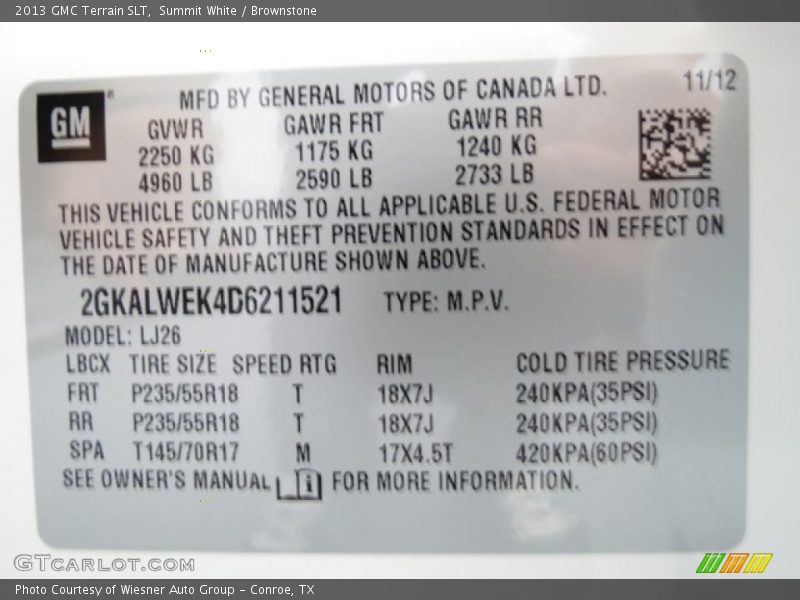 2013 GMC Terrain SLT, Summit White / Brownstone
GM®
MFD BY GENERAL MOTORS OF CANADA LTD. 11/12
GVWR GAWR FRT GAWR RR
2250 KG 1175 KG 1240 KG
4960 LB 2590 LB 2733 LB
THIS VEHICLE CONFORMS TO ALL APPLICABLE U.S. FEDERAL MOTOR
VEHICLE SAFETY AND THEFT PREVENTION STANDARDS IN EFFECT ON
THE DATE OF MANUFACTURE SHOWN ABOVE.
2GKALWEK4D6211521 TYPE: M.P.V.
MODEL: LJ26
LBCX TIRE SIZE SPEED RTG RIM COLD TIRE PRESSURE
FRT P235/55R18 T 18X7J 240KPA(35PSI)
RR P235/55R18 T 18X7J 240KPA(35PSI)
SPA T145/70R17 M 17X4.5T 420KPA(60PSI)
SEE OWNER'S MANUAL i FOR MORE INFORMATION.
GTCARLOT.COM
Photo Courtesy of Wiesner Auto Group - Conroe, TX